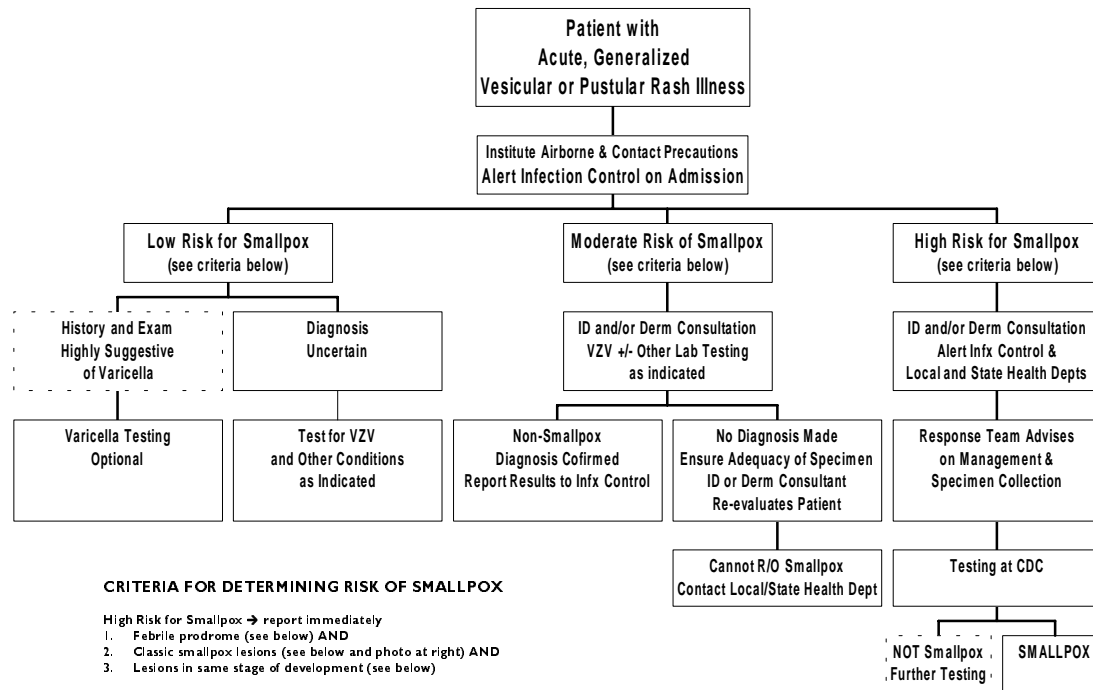 Patient with
Acute, Generalized
Vesicular or Pustular Rash Illness
Institute Airborne & Contact Precautions
Alert Infection Control on Admission
Low Risk for Smallpox
(see criteria below)
Moderate Risk of Smallpox
(see criteria below)
High Risk for Smallpox
(see criteria below)
History and Exam
Highly Suggestive
of Varicella
Diagnosis
Uncertain
ID and/or Derm Consultation
VZV +/- Other Lab Testing
as indicated
ID and/or Derm Consultation
Alert Infx Control &
Local and State Health Depts
Varicella Testing
Optional
Test for VZV
and Other Conditions
as Indicated
Non-Smallpox
Diagnosis Cofirmed
Report Results to Infx Control
No Diagnosis Made
Ensure Adequacy of Specimen
ID or Derm Consultant
Re-evaluates Patient
Response Team Advises
on Management &
Specimen Collection
Cannot R/O Smallpox
Contact Local/State Health Dept
Testing at CDC
NOT Smallpox
Further Testing
SMALLPOX
CRITERIA FOR DETERMINING RISK OF SMALLPOX
High Risk for Smallpox → report immediately
1. Febrile prodrome (see below) AND
2. Classic smallpox lesions (see below and photo at right) AND
3. Lesions in same stage of development (see below)